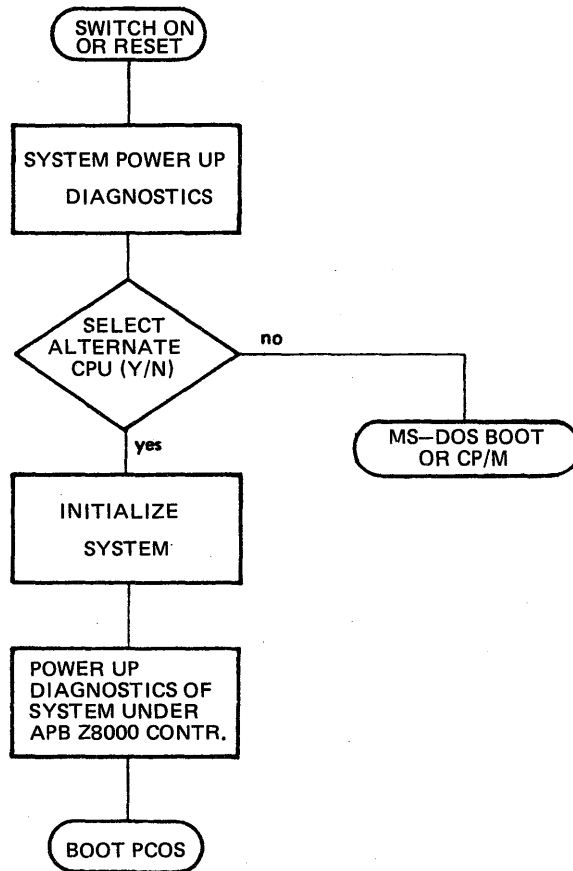 SWITCH ON
OR RESET
SYSTEM POWER UP
DIAGNOSTICS
SELECT
ALTERNATE
CPU (Y/N)
no
yes
MS–DOS BOOT
OR CP/M
INITIALIZE
SYSTEM
POWER UP
DIAGNOSTICS OF
SYSTEM UNDER
APB Z8000 CONTR.
BOOT PCOS